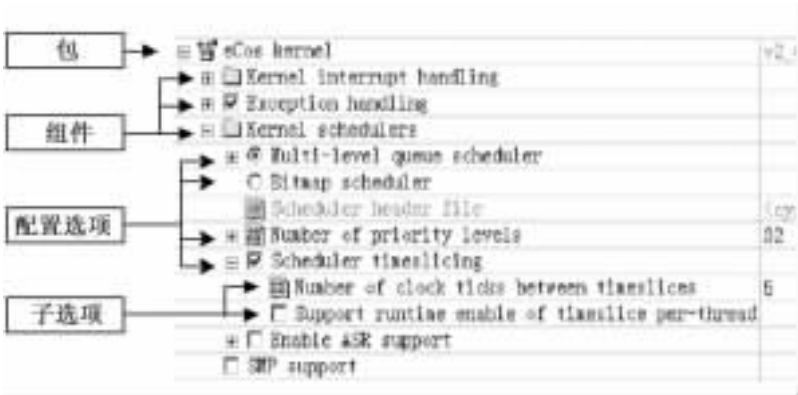 包
eCos kernel
Kernel interrupt handling
组件
Exception handling
Kernel schedulers
Multi-level queue scheduler
Bitmap scheduler
Scheduler header file
配置选项
Number of priority levels 32
Scheduler timeslicing
Number of clock ticks between timeslices 5
子选项
Support runtime enable of timeslice per-thread
Enable ASR support
SMP support